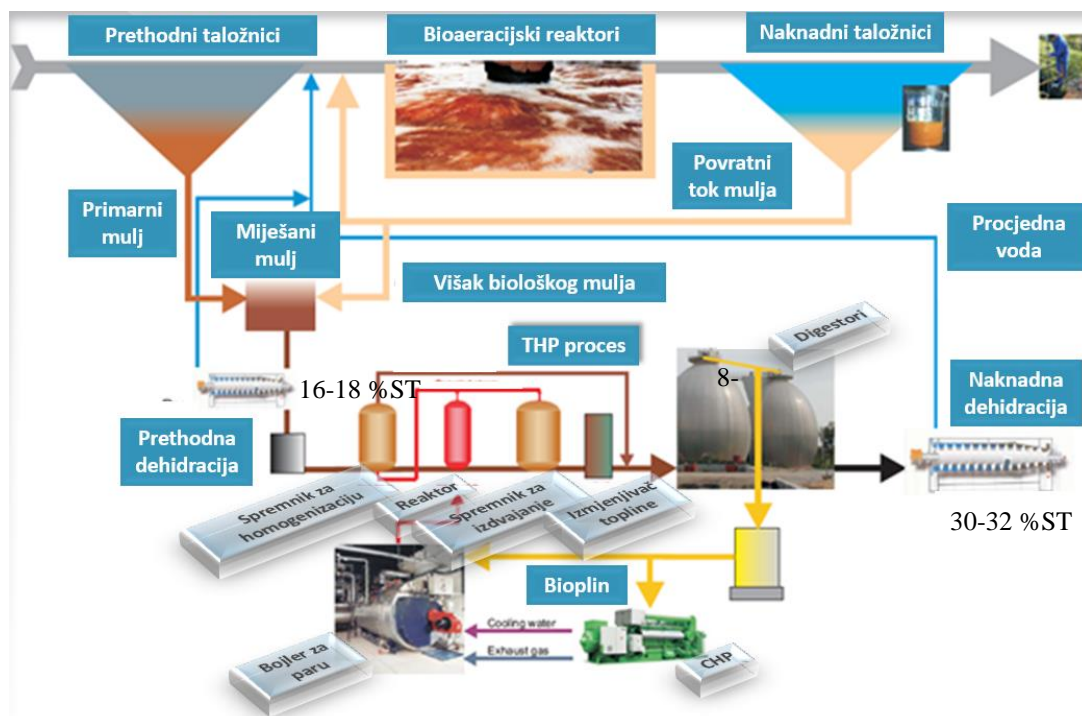 Prethodni taložnici
Bioaeracijski reaktori
Naknadni taložnici
Povratni
tok mulja
Primarni
mulj
Miješani
mulj
Procjedna
voda
Višak biološkog mulja
THP proces
Digestori
16-18 %ST
8-
Prethodna
dehidracija
Naknadna
dehidracija
Spremnik za
homogenizaciju
Reaktor
Spremnik za
izdvajanje
Izmjenjivač
topline
30-32 %ST
Bioplin
Cooling water
Exhaust gas
Bojler za
paru
CHP